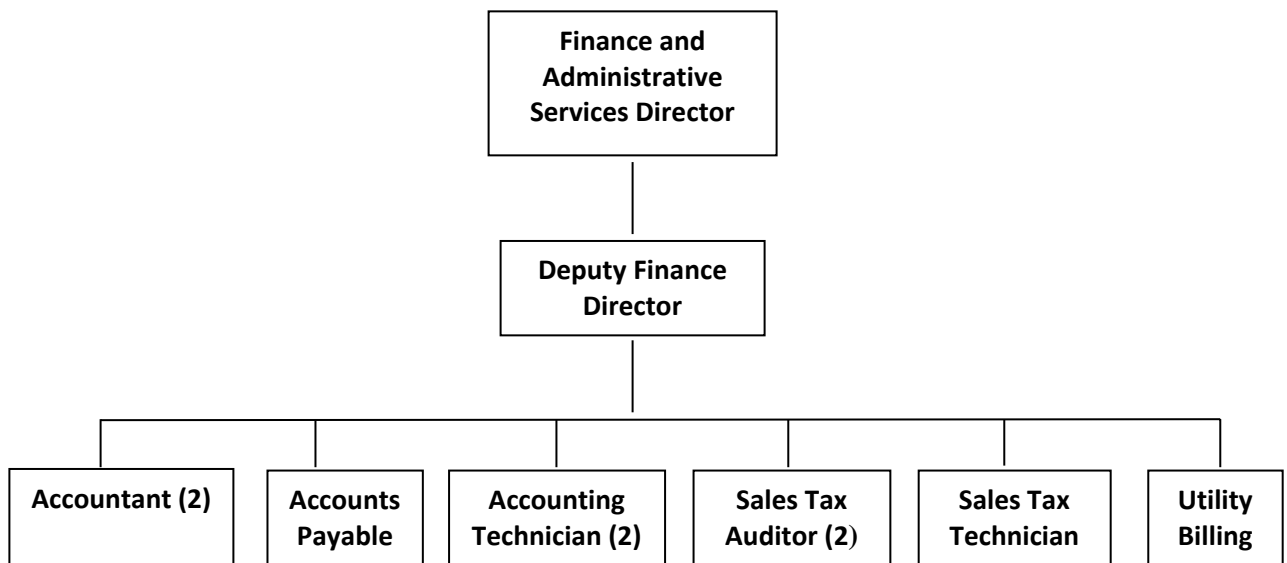 Finance and
Administrative
Services Director
Deputy Finance
Director
Accountant (2)
Accounts
Payable
Accounting
Technician (2)
Sales Tax
Auditor (2)
Sales Tax
Technician
Utility
Billing